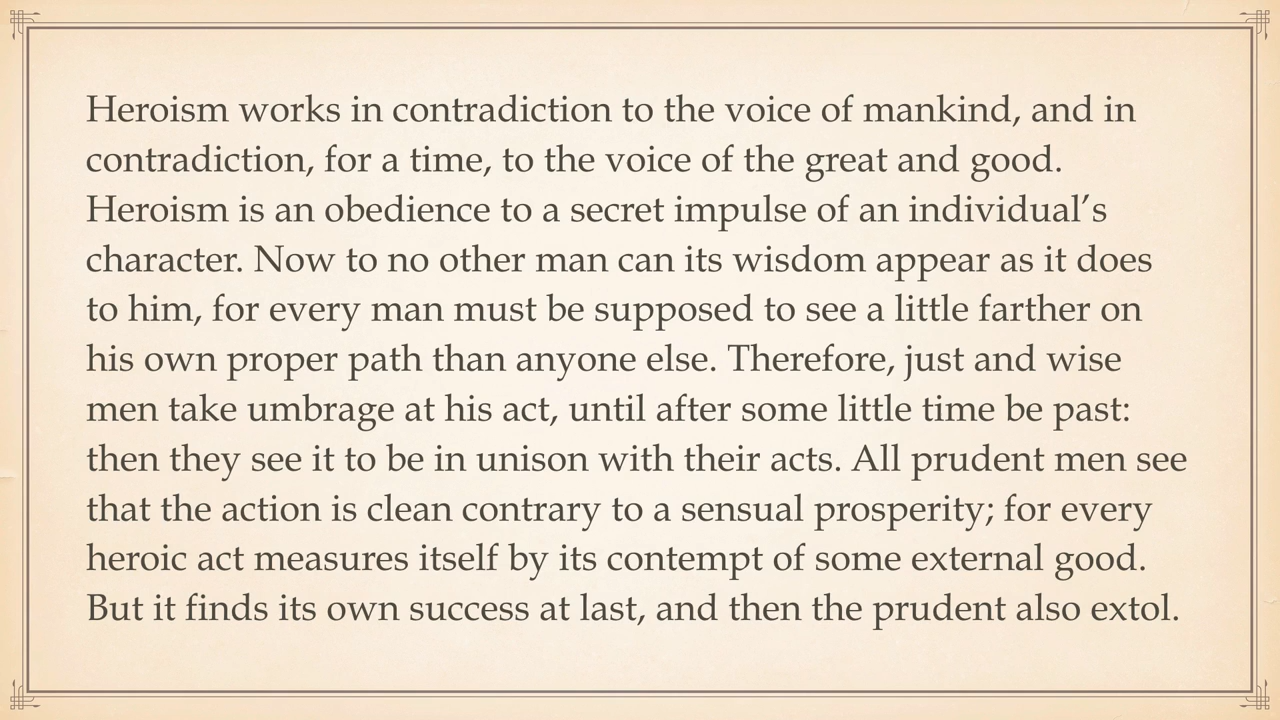 Heroism works in contradiction to the voice of mankind, and in
contradiction, for a time, to the voice of the great and good.
Heroism is an obedience to a secret impulse of an individual’s
character. Now to no other man can its wisdom appear as it does
to him, for every man must be supposed to see a little farther on
his own proper path than anyone else. Therefore, just and wise
men take umbrage at his act, until after some little time be past:
then they see it to be in unison with their acts. All prudent men see
that the action is clean contrary to a sensual prosperity; for every
heroic act measures itself by its contempt of some external good.
But it finds its own success at last, and then the prudent also extol.